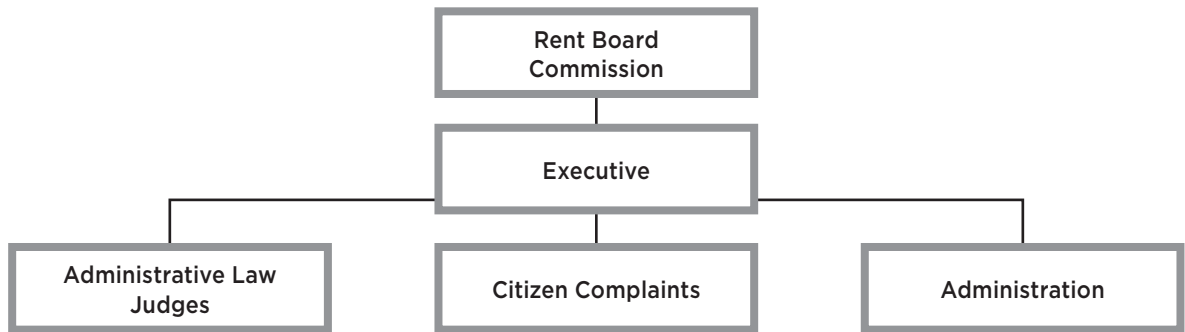 Rent Board
Commission
Executive
Administrative Law
Judges
Citizen Complaints
Administration